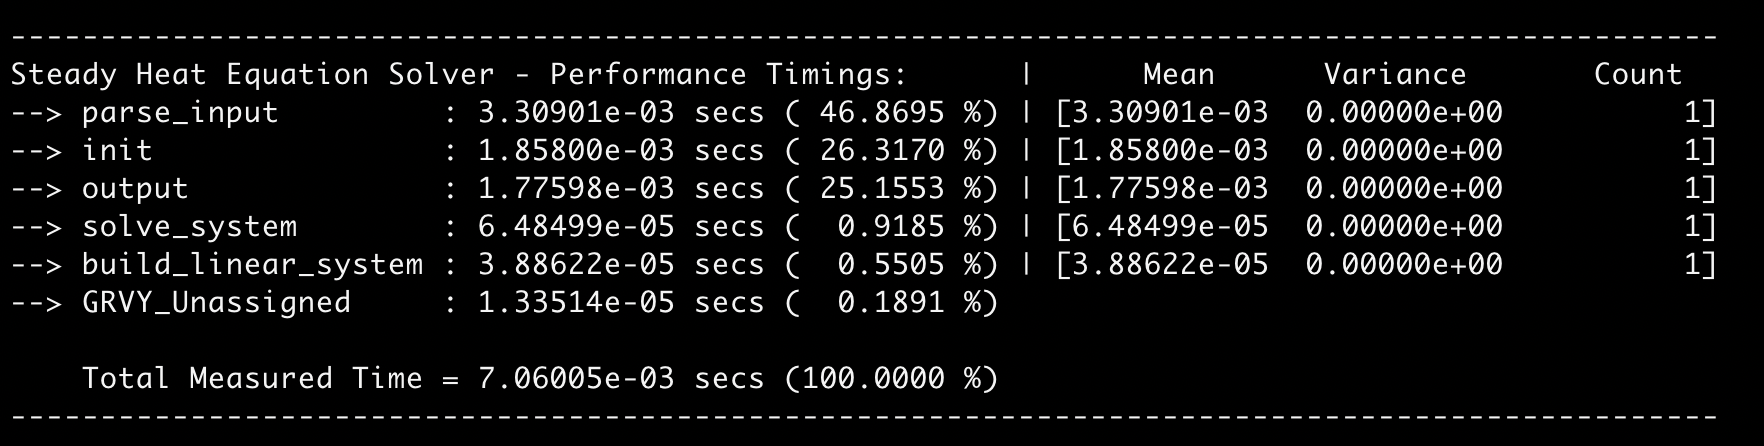 -----------------------------------------------------------------------------------------------
Steady Heat Equation Solver - Performance Timings:      |      Mean      Variance       Count
--> parse_input         : 3.30901e-03 secs ( 46.8695 %) | [3.30901e-03  0.00000e+00          1]
--> init                : 1.85800e-03 secs ( 26.3170 %) | [1.85800e-03  0.00000e+00          1]
--> output              : 1.77598e-03 secs ( 25.1553 %) | [1.77598e-03  0.00000e+00          1]
--> solve_system        : 6.48499e-05 secs (  0.9185 %) | [6.48499e-05  0.00000e+00          1]
--> build_linear_system : 3.88622e-05 secs (  0.5505 %) | [3.88622e-05  0.00000e+00          1]
--> GRVY_Unassigned     : 1.33514e-05 secs (  0.1891 %)

    Total Measured Time = 7.06005e-03 secs (100.0000 %)
-----------------------------------------------------------------------------------------------